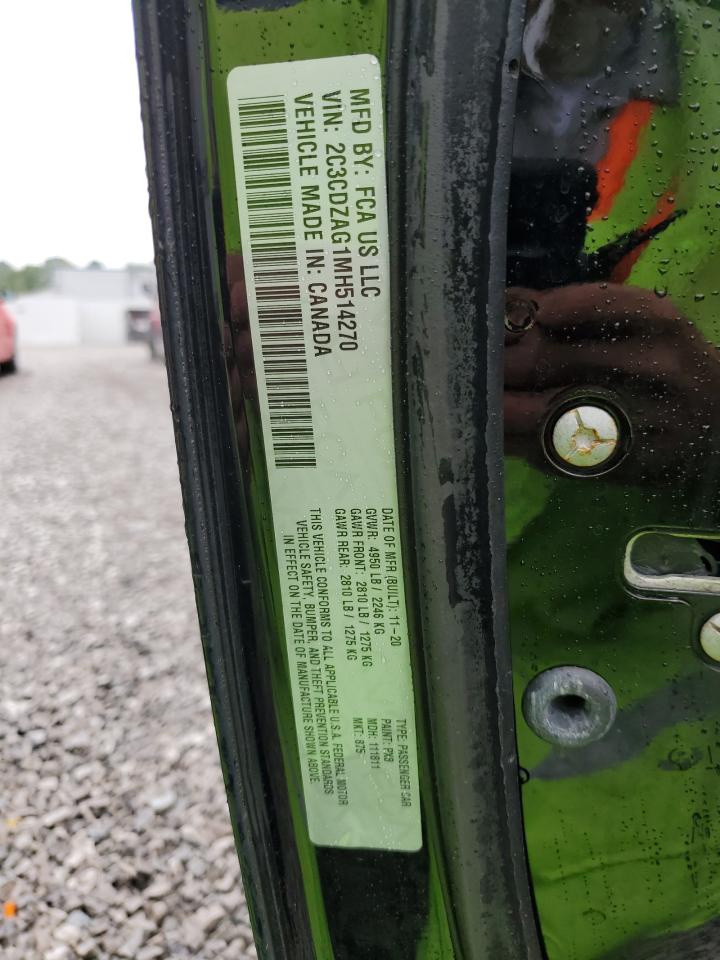 MFD BY: FCA US LLC
VIN: 2C3CDZAG1MH514270
VEHICLE MADE IN: CANADA
DATE OF MFR (BUILT): 11-20
GVWR: 4950 LB / 2246 KG
GAWR FRONT: 2810 LB / 1275 KG
GAWR REAR: 2810 LB / 1275 KG
THIS VEHICLE CONFORMS TO ALL APPLICABLE U.S.A. FEDERAL MOTOR
VEHICLE SAFETY, BUMPER, AND THEFT PREVENTION STANDARDS
IN EFFECT ON THE DATE OF MANUFACTURE SHOWN ABOVE.
TYPE: PASSENGER CAR
PAINT: PX8
MDH: 111811
MKT: 875